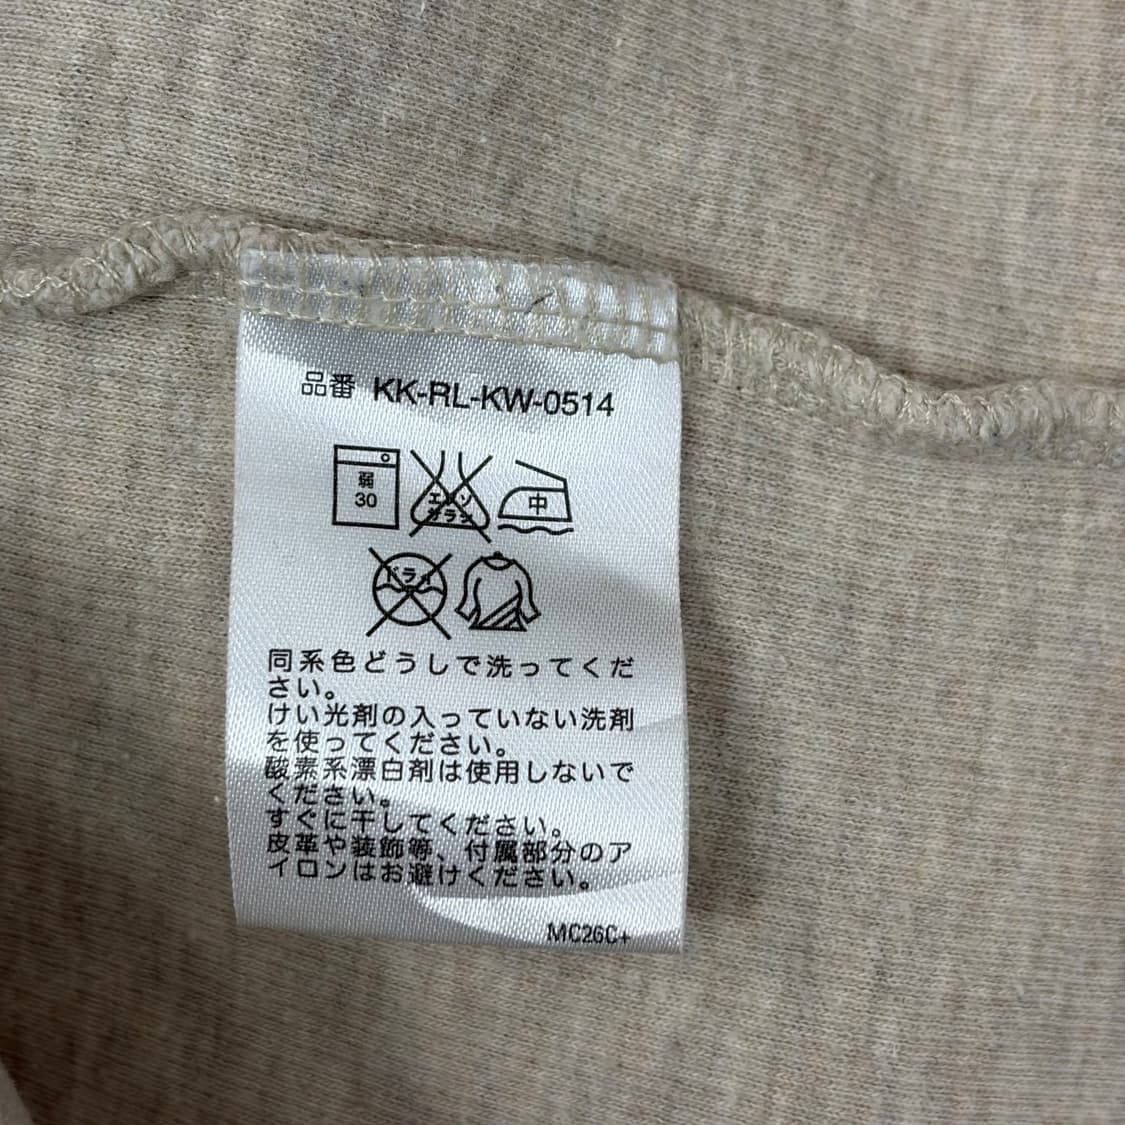 品番 KK-RL-KW-0514
弱
30
エンソ
サラシ
中
ドライ
同系色どうしで洗ってくだ
さい。
けい光剤の入っていない洗剤
を使ってください。
酸素系漂白剤は使用しないで
ください。
すぐに干してください。
皮革や装飾等、付属部分のア
イロンはお避けください。
MC26C+